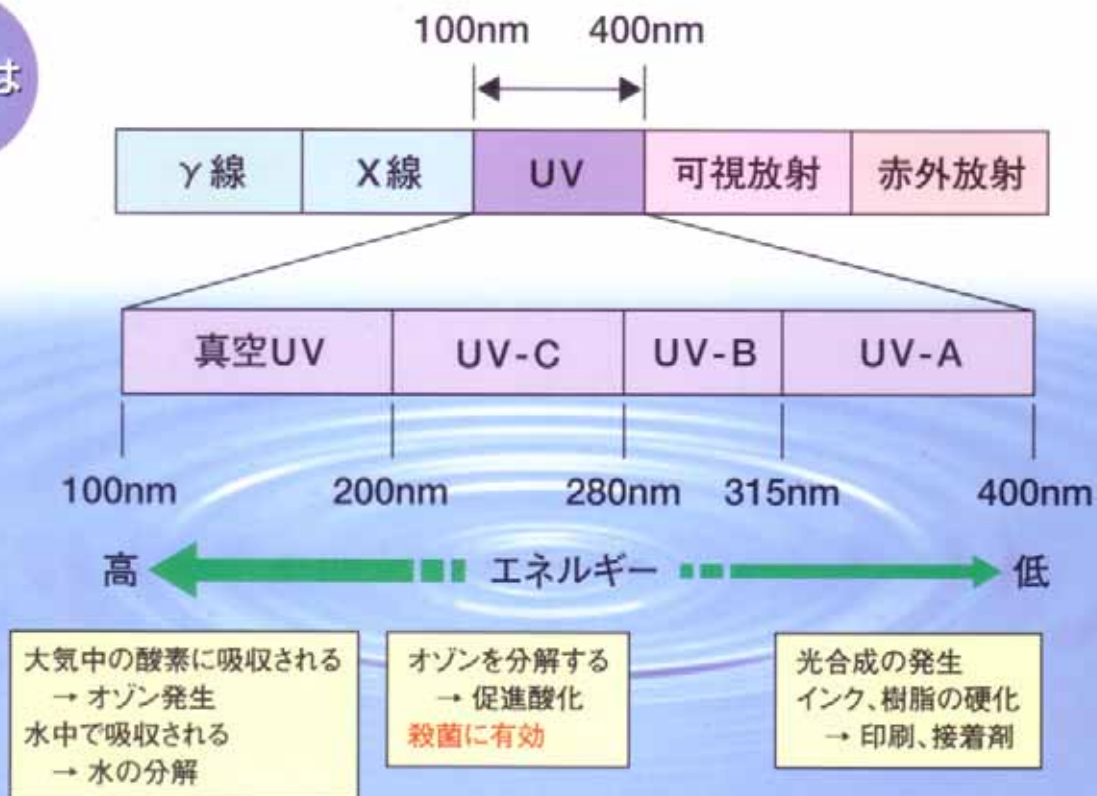 は
100nm 400nm
γ線 X線 UV 可視放射 赤外放射
真空UV UV-C UV-B UV-A
100nm 200nm 280nm 315nm 400nm
高 エネルギー 低
大気中の酸素に吸収される
→ オゾン発生
水中で吸収される
→ 水の分解
オゾンを分解する
→ 促進酸化
殺菌に有効
光合成の発生
インク、樹脂の硬化
→ 印刷、接着剤